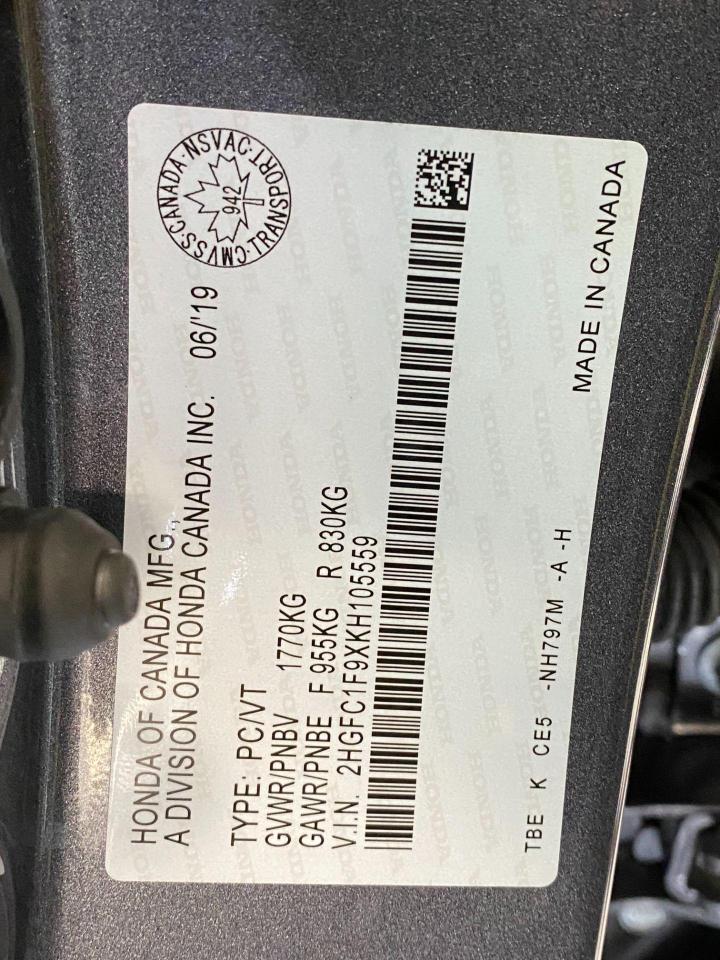 HONDA OF CANADA MFG.,
A DIVISION OF HONDA CANADA INC. 06/'19
CMVSS·CANADA·NSVAC·TRANSPORT
942
TYPE: PC/VT
GVWR/PNBV 1770KG
GAWR/PNBE F 955KG R 830KG
V.I.N. 2HGFC1F9XKH105559
TBE K CE5 -NH797M -A -H
MADE IN CANADA